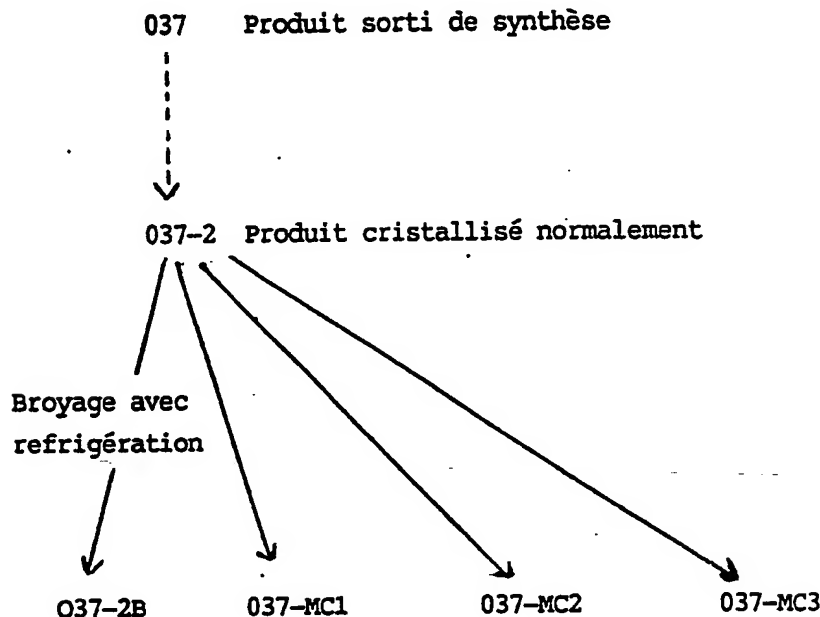 037 Produit sorti de synthèse
037-2 Produit cristallisé normalement
Broyage avec
refrigération
037-2B 037-MC1 037-MC2 037-MC3